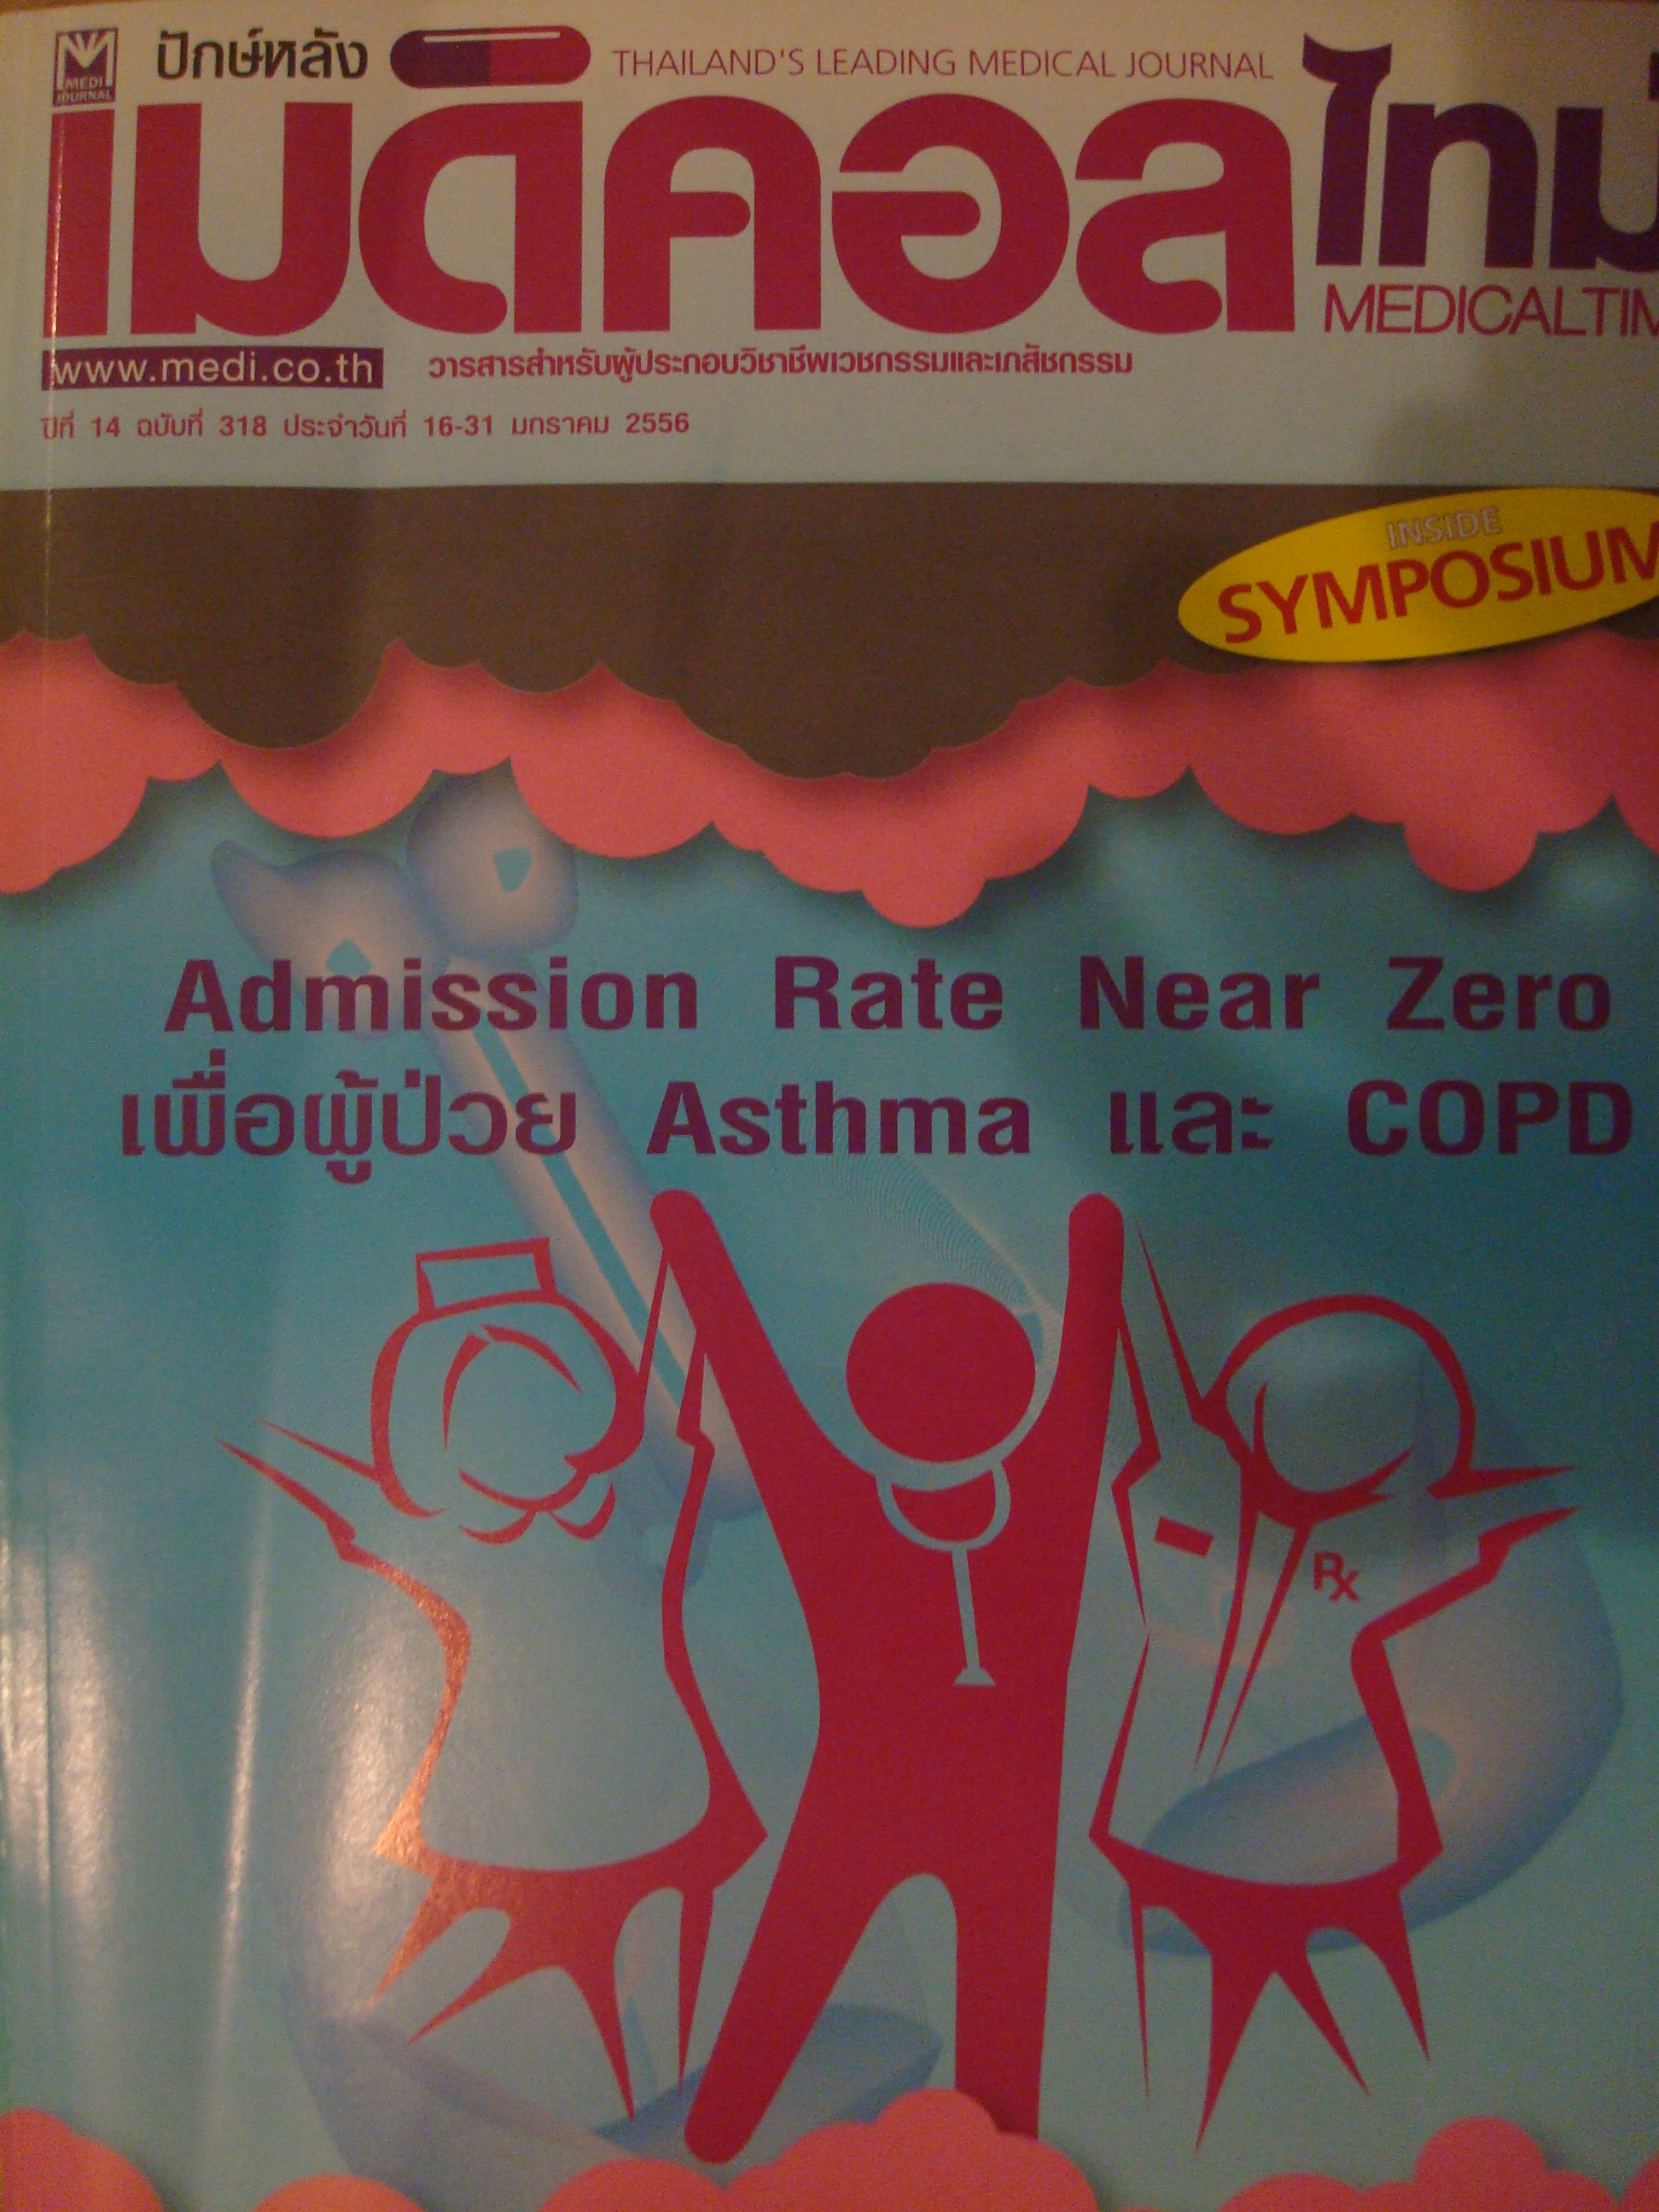 MEDI
JOURNAL
ปักษ์หลัง
THAILAND'S LEADING MEDICAL JOURNAL
เมดิคอล
MEDICAL
www.medi.co.th
วารสารสำหรับผู้ประกอบวิชาชีพเวชกรรมและเภสัชกรรม
ปีที่ 14 ฉบับที่ 318 ประจำวันที่ 16-31 มกราคม 2556
INSIDE
SYMPOSIUM
Admission Rate Near Zero
เพื่อผู้ป่วย Asthma และ COPD
Rx